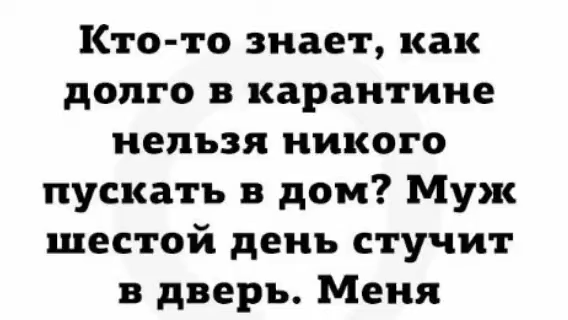 Кто-то знает, как
долго в карантине
нельзя никого
пускать в дом? Муж
шестой день стучит
в дверь. Меня